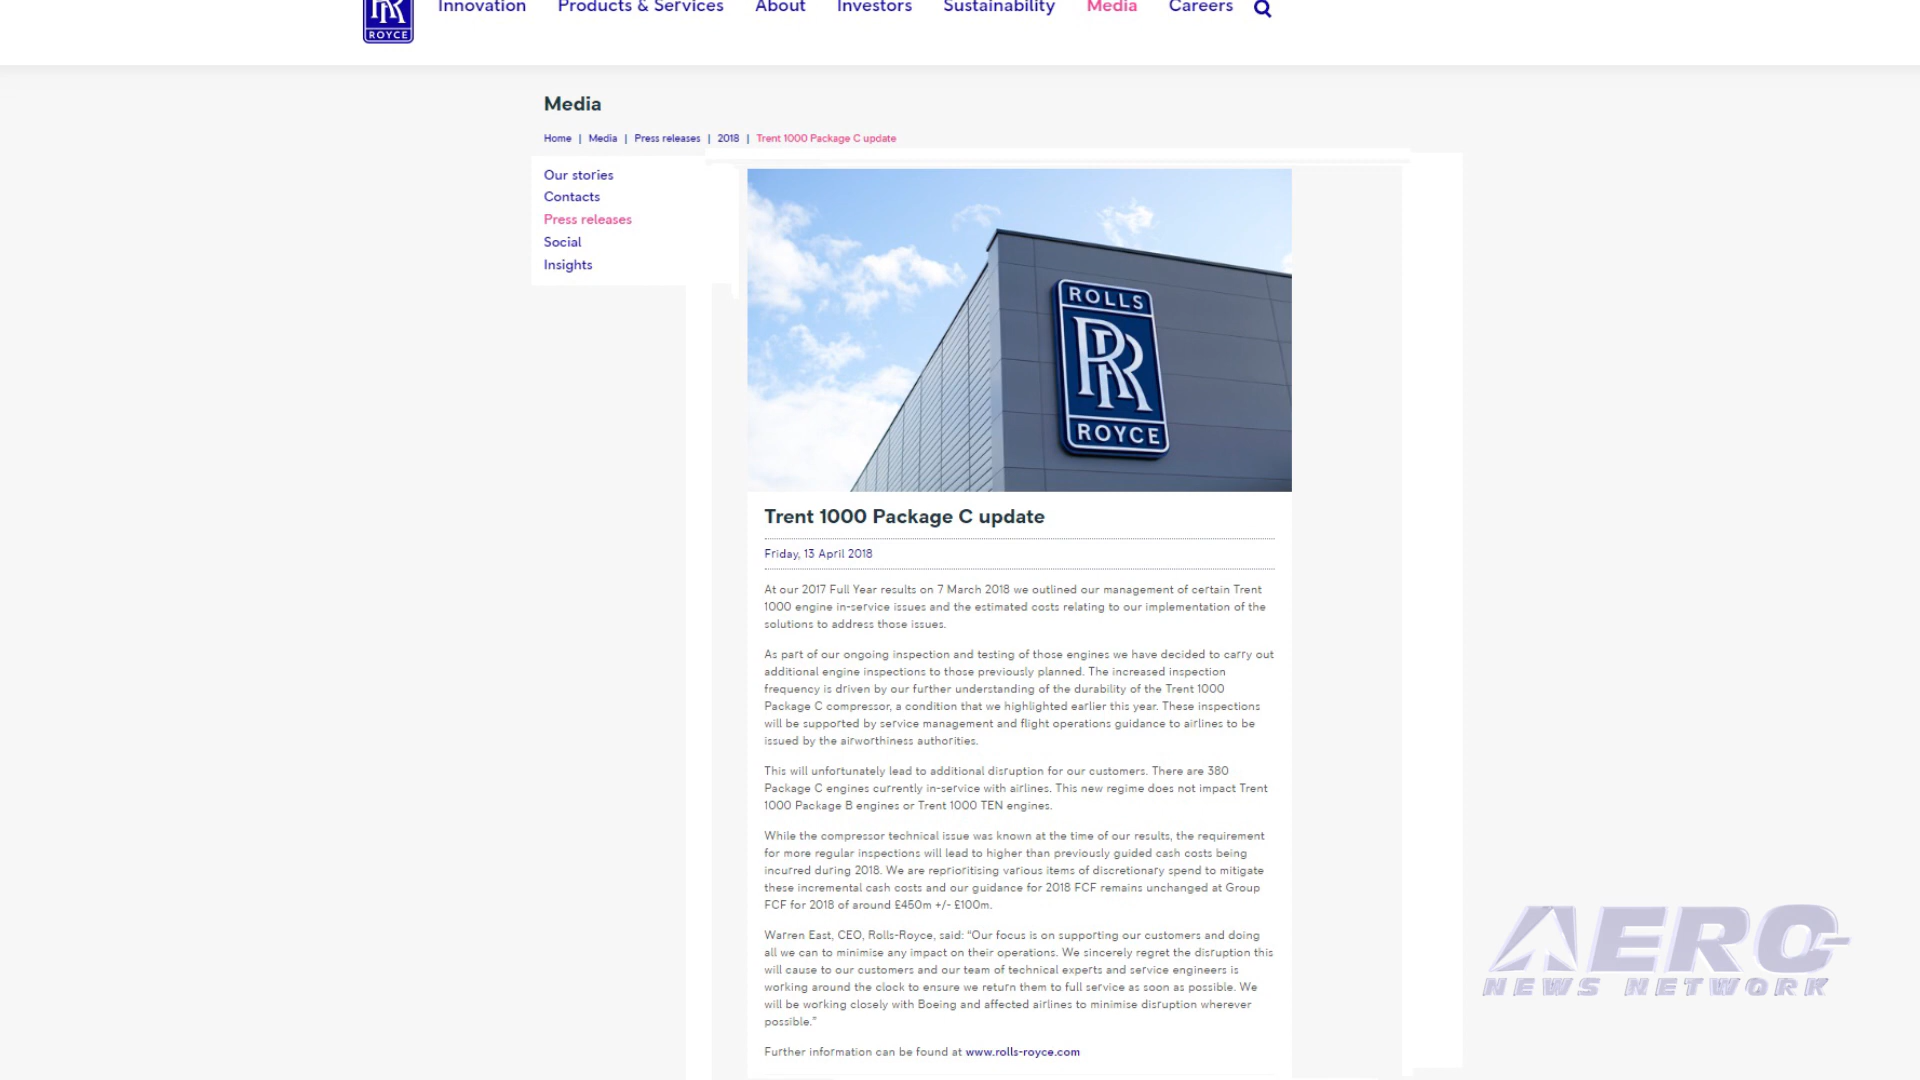 ROYCE
Innovation Products & Services About Investors Sustainability Media Careers
Media
Home | Media | Press releases | 2018 | Trent 1000 Package C update
Our stories
Contacts
Press releases
Social
Insights
ROLLS
RR
ROYCE
Trent 1000 Package C update
Friday, 13 April 2018
At our 2017 Full Year results on 7 March 2018 we outlined our management of certain Trent
1000 engine in-service issues and the estimated costs relating to our implementation of the
solutions to address those issues.
As part of our ongoing inspection and testing of those engines we have decided to carry out
additional engine inspections to those previously planned. The increased inspection
frequency is driven by our further understanding of the durability of the Trent 1000
Package C compressor, a condition that we highlighted earlier this year. These inspections
will be supported by service management and flight operations guidance to airlines to be
issued by the airworthiness authorities.
This will unfortunately lead to additional disruption for our customers. There are 380
Package C engines currently in-service with airlines. This new regime does not impact Trent
1000 Package B engines or Trent 1000 TEN engines.
While the compressor technical issue was known at the time of our results, the requirement
for more regular inspections will lead to higher than previously guided cash costs being
incurred during 2018. We are reprioritising various items of discretionary spend to mitigate
these incremental cash costs and our guidance for 2018 FCF remains unchanged at Group
FCF for 2018 of around £450m +/- £100m.
Warren East, CEO, Rolls-Royce, said: “Our focus is on supporting our customers and doing
all we can to minimise any impact on their operations. We sincerely regret the disruption this
will cause to our customers and our team of technical experts and service engineers is
working around the clock to ensure we return them to full service as soon as possible. We
will be working closely with Boeing and affected airlines to minimise disruption wherever
possible.”
Further information can be found at www.rolls-royce.com
AERO
NEWS NETWORK